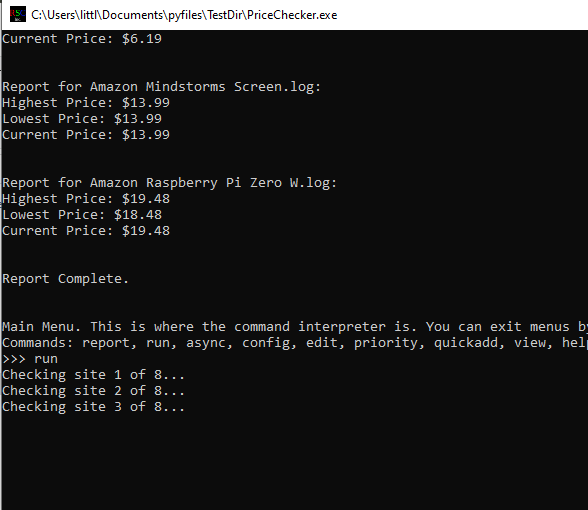 C:\Users\littl\Documents\pyfiles\TestDir\PriceChecker.exe
Current Price: $6.19
Report for Amazon Mindstorms Screen.log:
Highest Price: $13.99
Lowest Price: $13.99
Current Price: $13.99
Report for Amazon Raspberry Pi Zero W.log:
Highest Price: $19.48
Lowest Price: $18.48
Current Price: $19.48
Report Complete.
Main Menu. This is where the command interpreter is. You can exit menus by
Commands: report, run, async, config, edit, priority, quickadd, view, help
>>> run
Checking site 1 of 8...
Checking site 2 of 8...
Checking site 3 of 8...